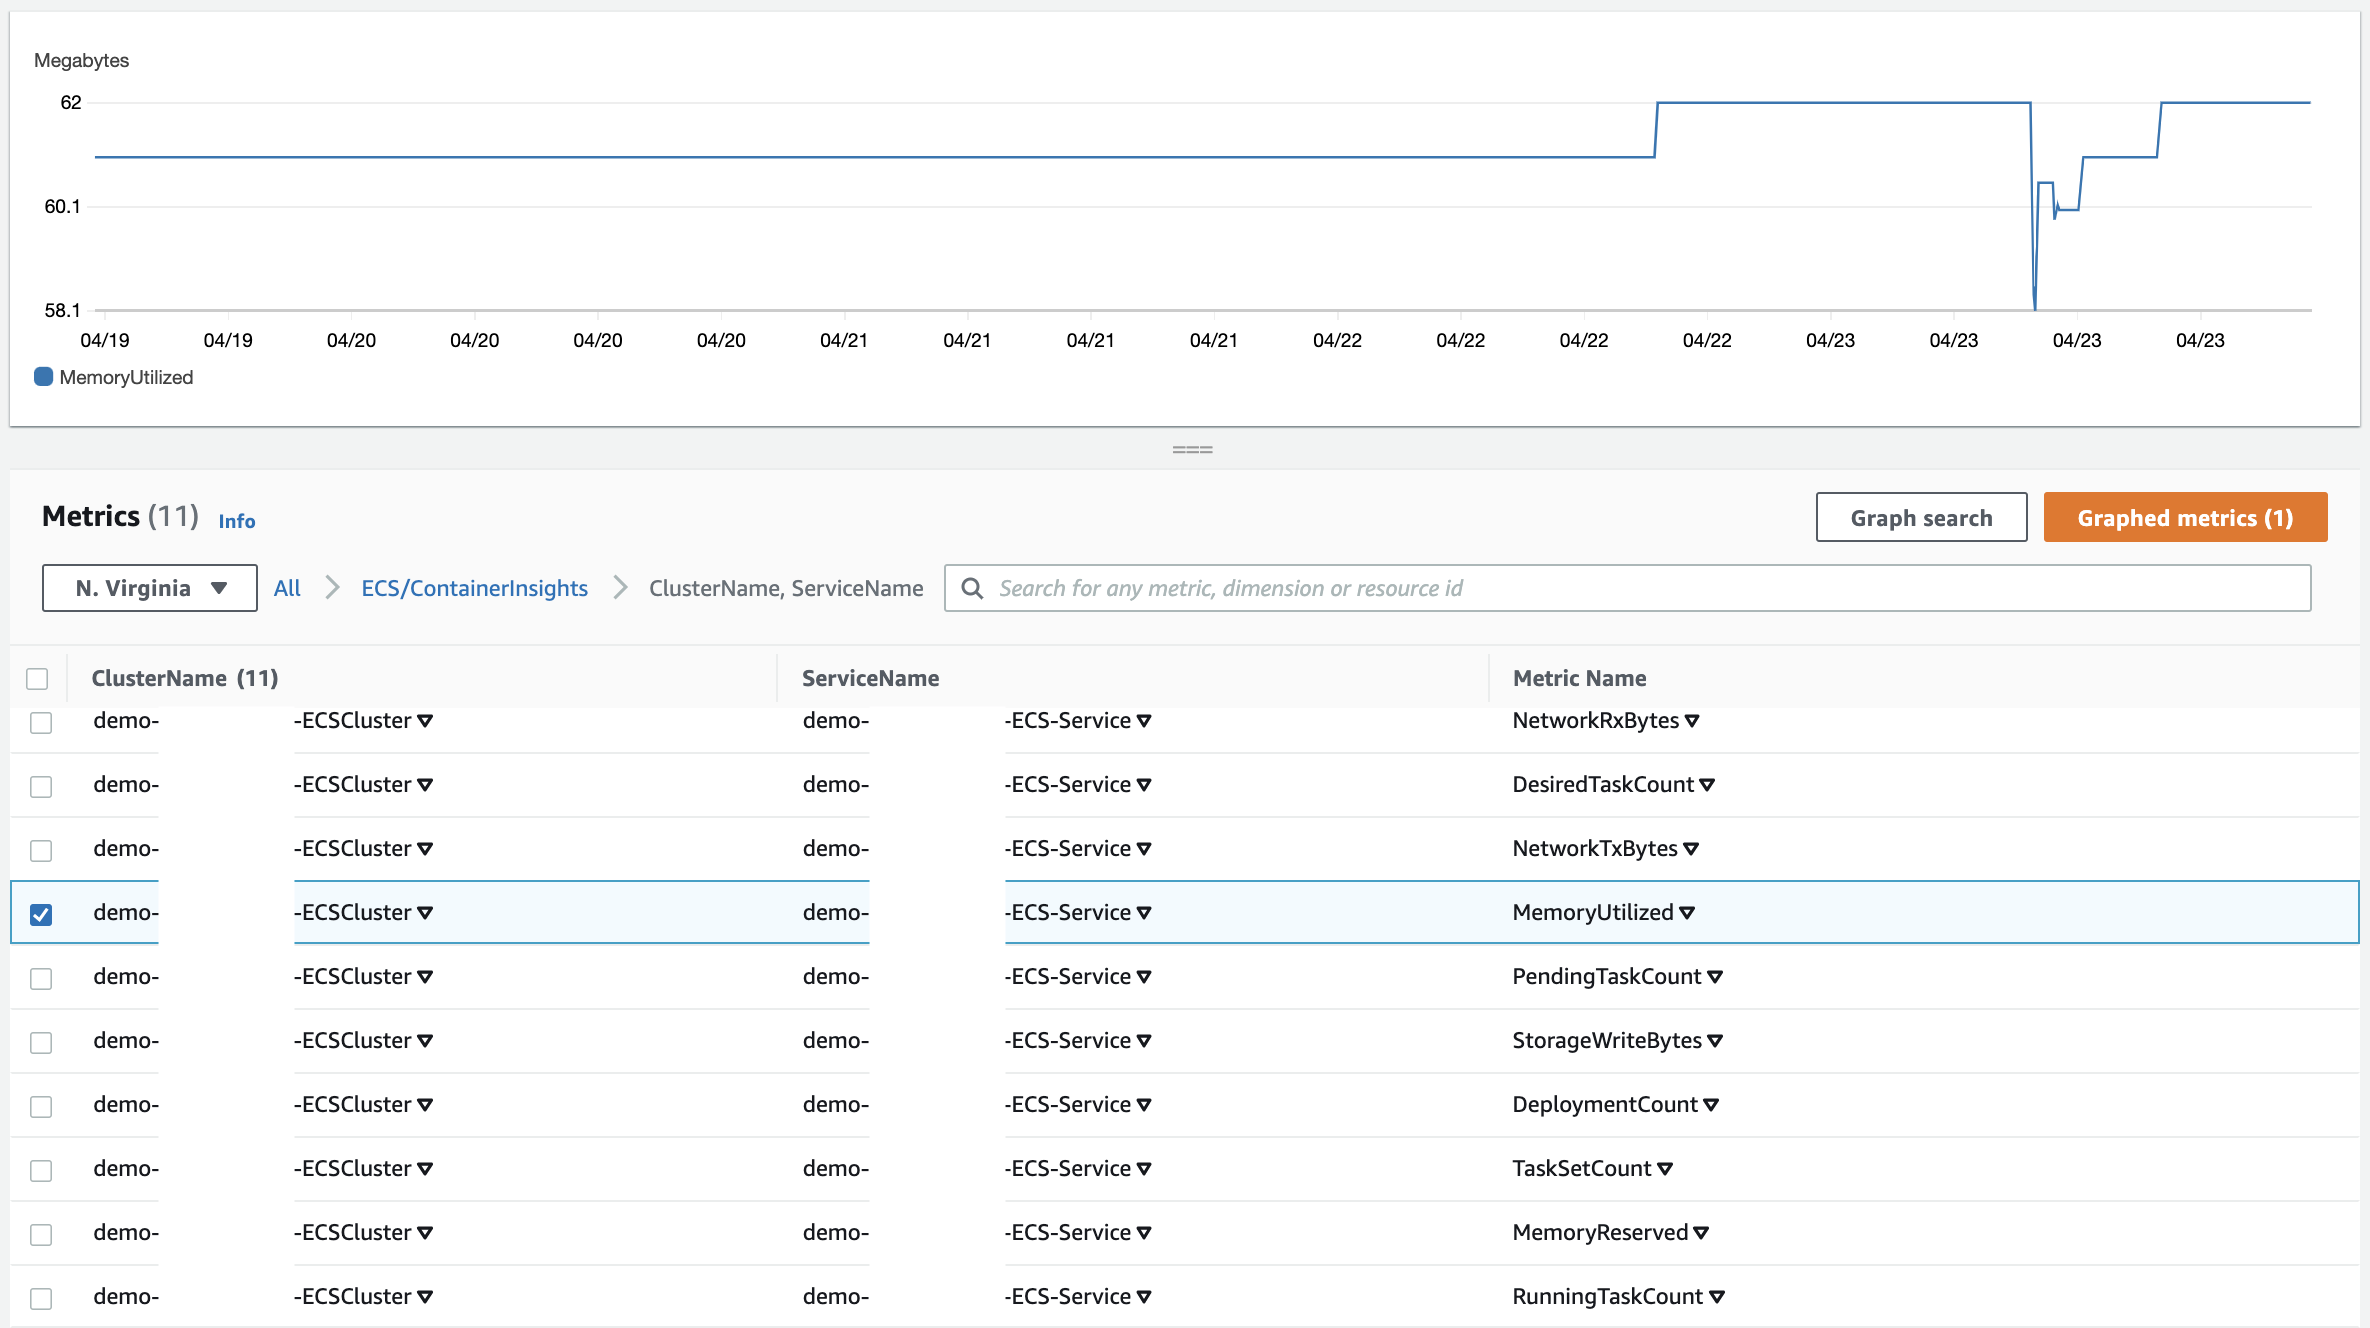 Megabytes
62
60.1
58.1
04/19 04/19 04/20 04/20 04/20 04/20 04/21 04/21 04/21 04/21 04/22 04/22 04/22 04/22 04/23 04/23 04/23 04/23
MemoryUtilized
Metrics (11) Info Graph search Graphed metrics (1)
N. Virginia All ECS/ContainerInsights ClusterName, ServiceName Search for any metric, dimension or resource id
ClusterName (11) ServiceName Metric Name
demo- -ECSCluster demo- -ECS-Service NetworkRxBytes
demo- -ECSCluster demo- -ECS-Service DesiredTaskCount
demo- -ECSCluster demo- -ECS-Service NetworkTxBytes
demo- -ECSCluster demo- -ECS-Service MemoryUtilized
demo- -ECSCluster demo- -ECS-Service PendingTaskCount
demo- -ECSCluster demo- -ECS-Service StorageWriteBytes
demo- -ECSCluster demo- -ECS-Service DeploymentCount
demo- -ECSCluster demo- -ECS-Service TaskSetCount
demo- -ECSCluster demo- -ECS-Service MemoryReserved
demo- -ECSCluster demo- -ECS-Service RunningTaskCount